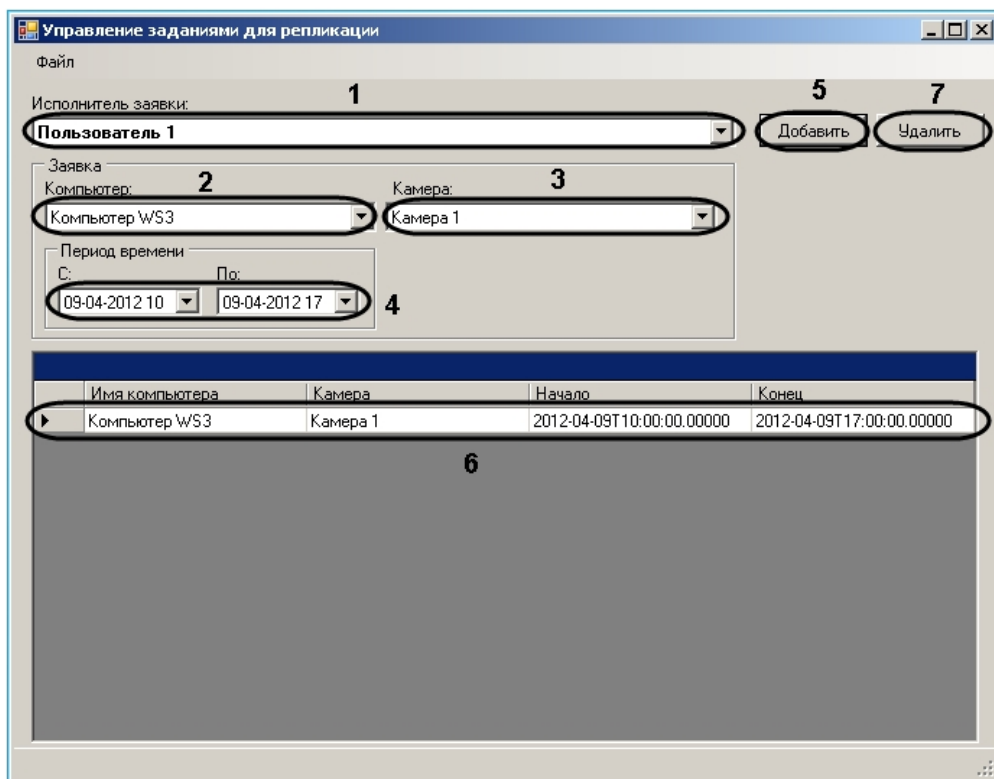 Управление заданиями для репликации
Файл
1
5
7
Исполнитель заявки:
Пользователь 1
Добавить
Удалить
Заявка
2
3
Компьютер:
Камера:
Компьютер WS3
Камера 1
Период времени
С:
По:
09-04-2012 10
09-04-2012 17
4
Имя компьютера
Камера
Начало
Конец
Компьютер WS3
Камера 1
2012-04-09T10:00:00.00000
2012-04-09T17:00:00.00000
6